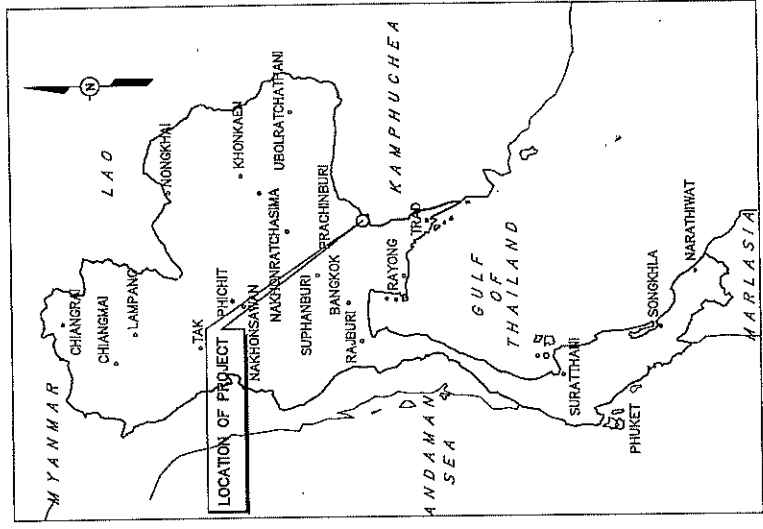 MYANMAR
LAO
N
CHIANGRAI
CHIANGMAI
LAMPANG
NONGKHAI
TAK
PHICHIT
KHONKAEN
LOCATION OF PROJECT
NAKHONSAWAN
NAKHONRATCHASIMA
UBOLRATCHATHANI
SUPHANBURI
PRACHINBURI
BANGKOK
RAJBURI
RAYONG
TRAD
KAMPHUCHEA
GULF
OF
THAILAND
ANDAMAN
SEA
SURATTHANI
PHUKET
SONGKHLA
NARATHIWAT
MARLASIA